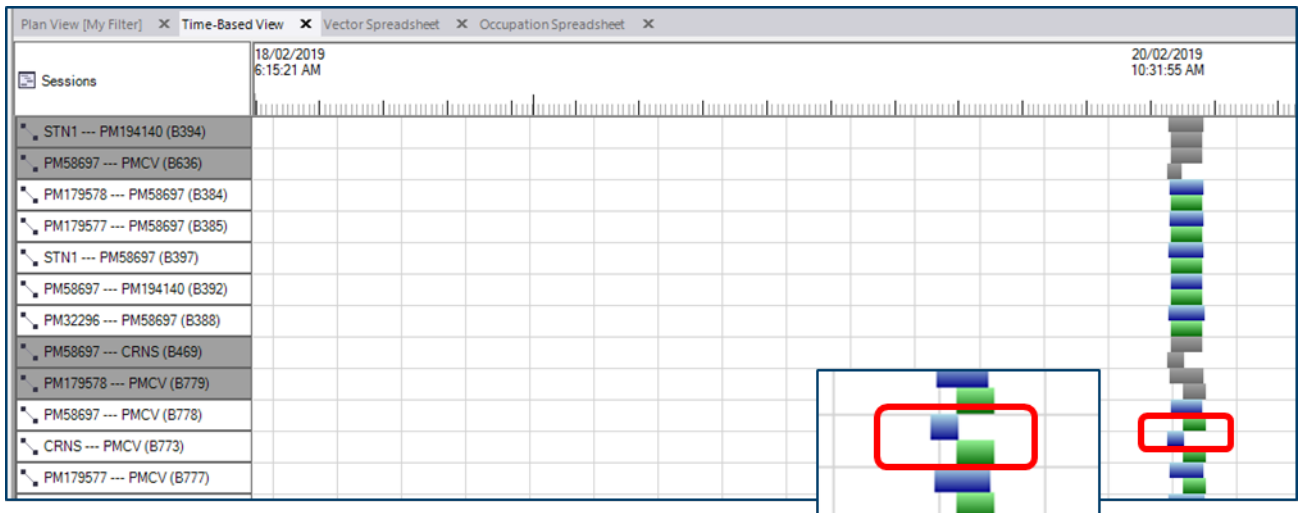 Plan View [My Filter] X Time-Based View X Vector Spreadsheet X Occupation Spreadsheet X
18/02/2019 20/02/2019
6:15:21 AM 10:31:55 AM
Sessions
STN1 --- PM194140 (B394)
PM58697 --- PMCV (B636)
PM179578 --- PM58697 (B384)
PM179577 --- PM58697 (B385)
STN1 --- PM58697 (B397)
PM58697 --- PM194140 (B392)
PM32296 --- PM58697 (B388)
PM58697 --- CRNS (B469)
PM179578 --- PMCV (B779)
PM58697 --- PMCV (B778)
CRNS --- PMCV (B773)
PM179577 --- PMCV (B777)